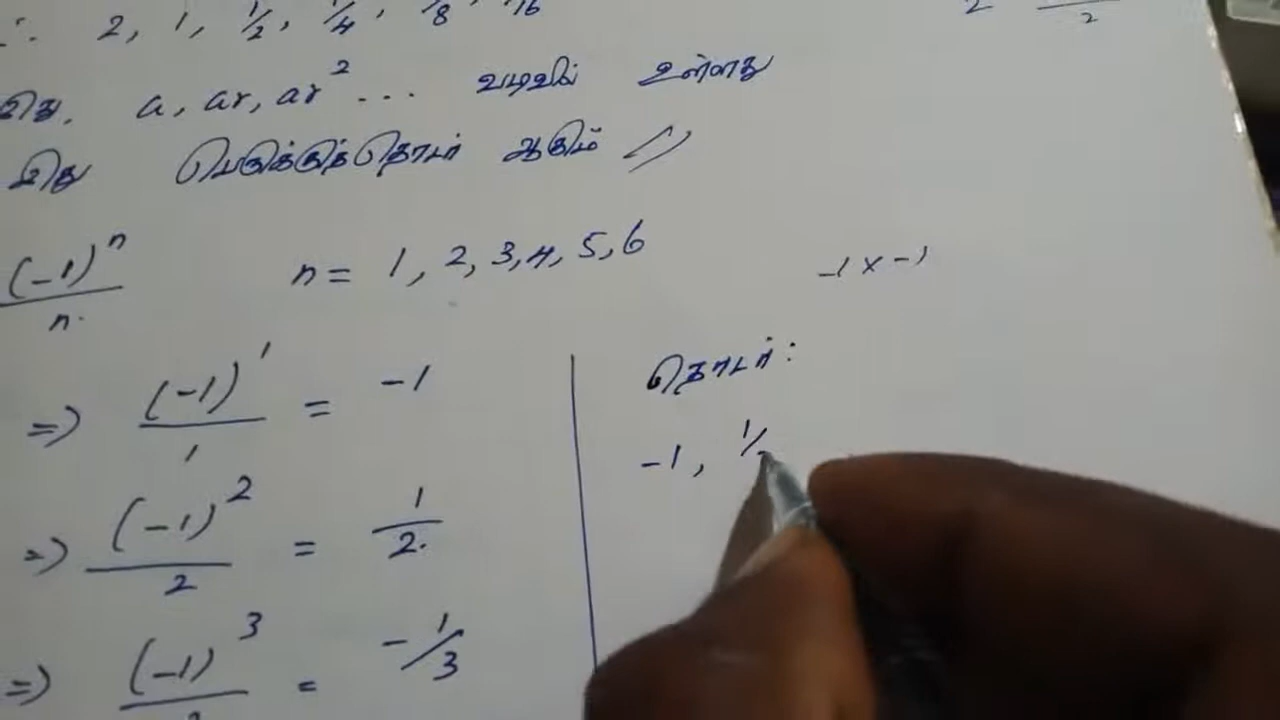 ∴ 2, 1, 1/2, 1/4, 1/8, 1/16
2
2
இது, a, ar, ar² ... வடிவில் உள்ளது
இது பெருக்குத்தொடர் ஆகும் //
(-1)ⁿ/n. n = 1, 2, 3, 4, 5, 6
-1 x -1
=> (-1)¹/1 = -1
=> (-1)²/2 = 1/2.
=> (-1)³/3 = -1/3
தொடர் :
-1, 1/